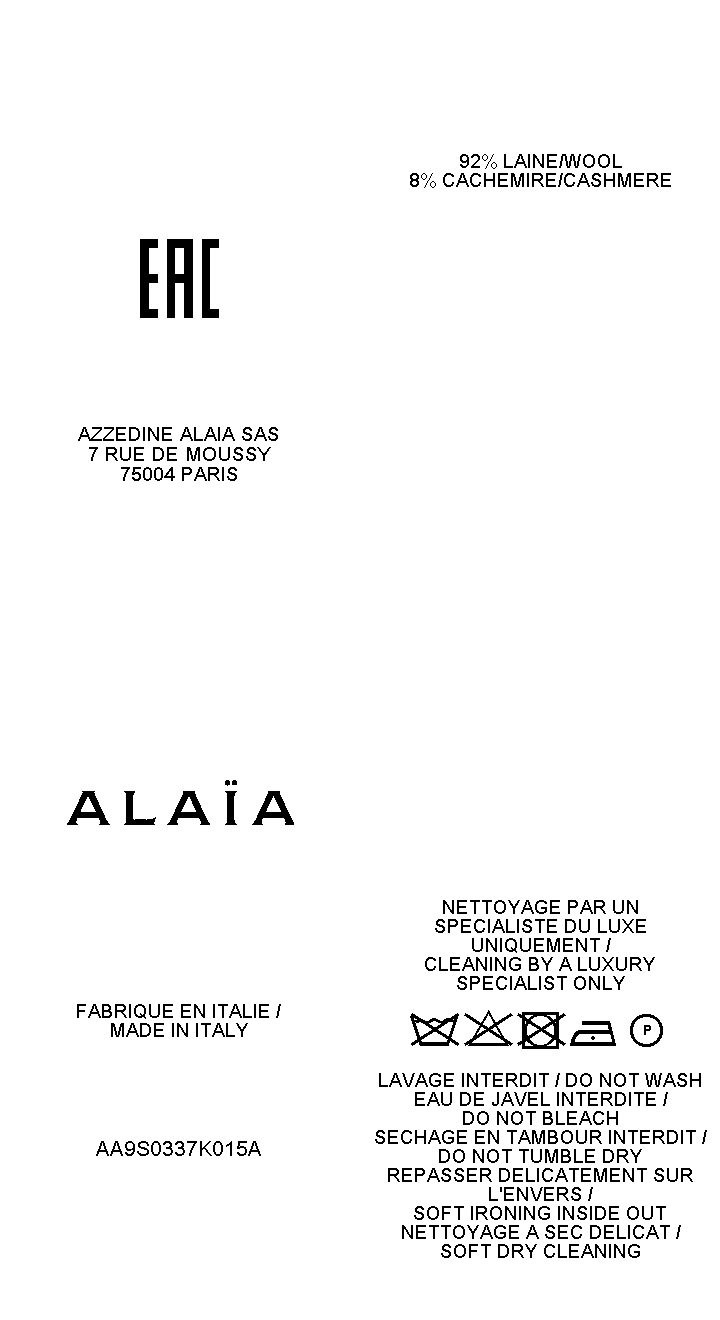 92% LAINE/WOOL
8% CACHEMIRE/CASHMERE
EAC
AZZEDINE ALAIA SAS
7 RUE DE MOUSSY
75004 PARIS
ALAÏA
FABRIQUE EN ITALIE /
MADE IN ITALY
AA9S0337K015A
NETTOYAGE PAR UN
SPECIALISTE DU LUXE
UNIQUEMENT /
CLEANING BY A LUXURY
SPECIALIST ONLY
P
LAVAGE INTERDIT / DO NOT WASH
EAU DE JAVEL INTERDITE /
DO NOT BLEACH
SECHAGE EN TAMBOUR INTERDIT /
DO NOT TUMBLE DRY
REPASSER DELICATEMENT SUR
L'ENVERS /
SOFT IRONING INSIDE OUT
NETTOYAGE A SEC DELICAT /
SOFT DRY CLEANING